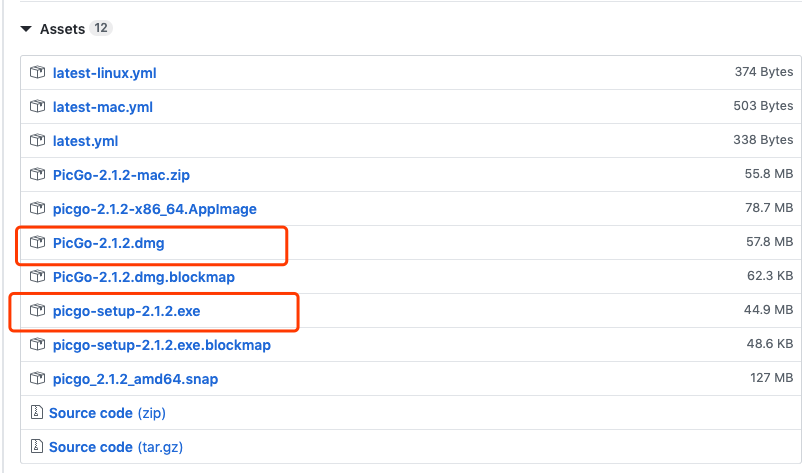 Assets 12
latest-linux.yml 374 Bytes
latest-mac.yml 503 Bytes
latest.yml 338 Bytes
PicGo-2.1.2-mac.zip 55.8 MB
picgo-2.1.2-x86_64.AppImage 78.7 MB
PicGo-2.1.2.dmg 57.8 MB
PicGo-2.1.2.dmg.blockmap 62.3 KB
picgo-setup-2.1.2.exe 44.9 MB
picgo-setup-2.1.2.exe.blockmap 48.6 KB
picgo_2.1.2_amd64.snap 127 MB
Source code (zip)
Source code (tar.gz)